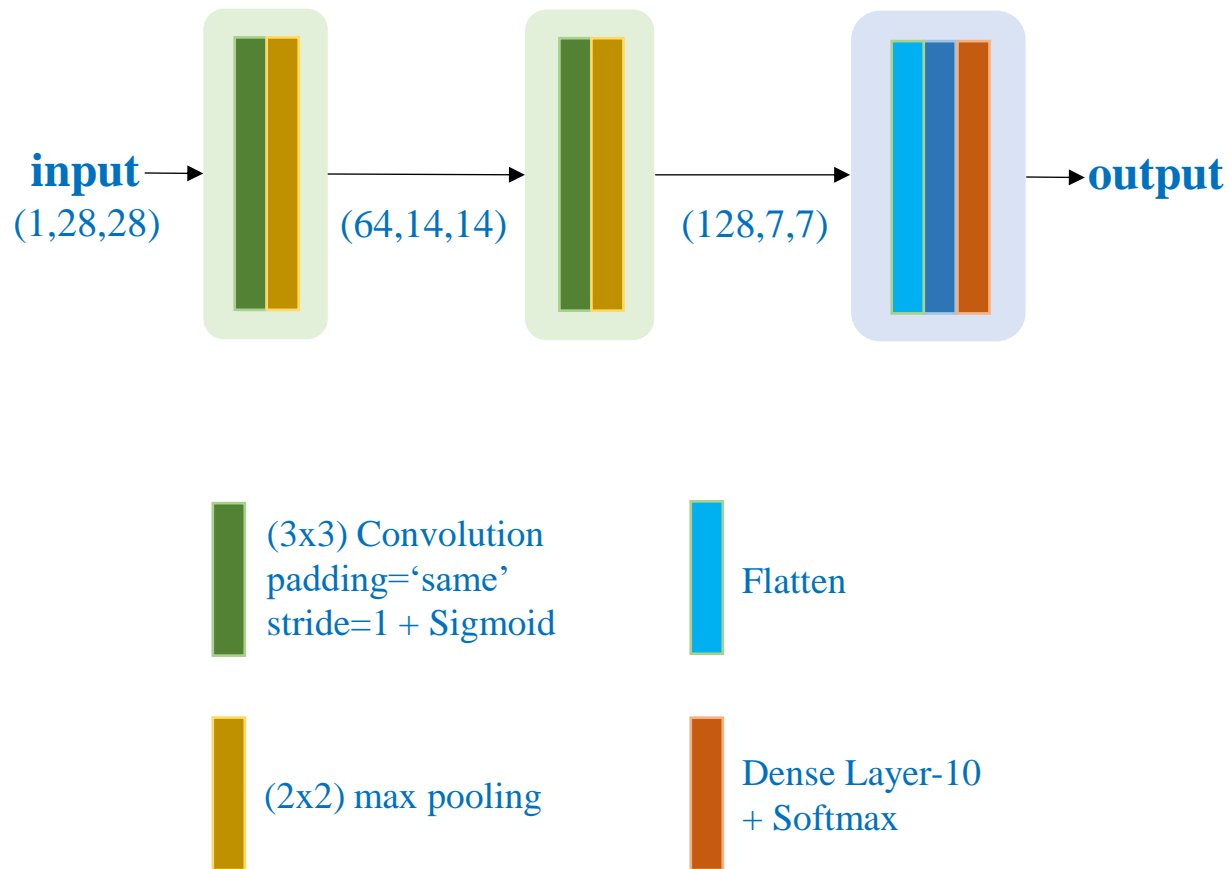 input
(1,28,28)
(64,14,14)
(128,7,7)
output
(3x3) Convolution
padding=‘same’
stride=1 + Sigmoid
Flatten
(2x2) max pooling
Dense Layer-10
+ Softmax